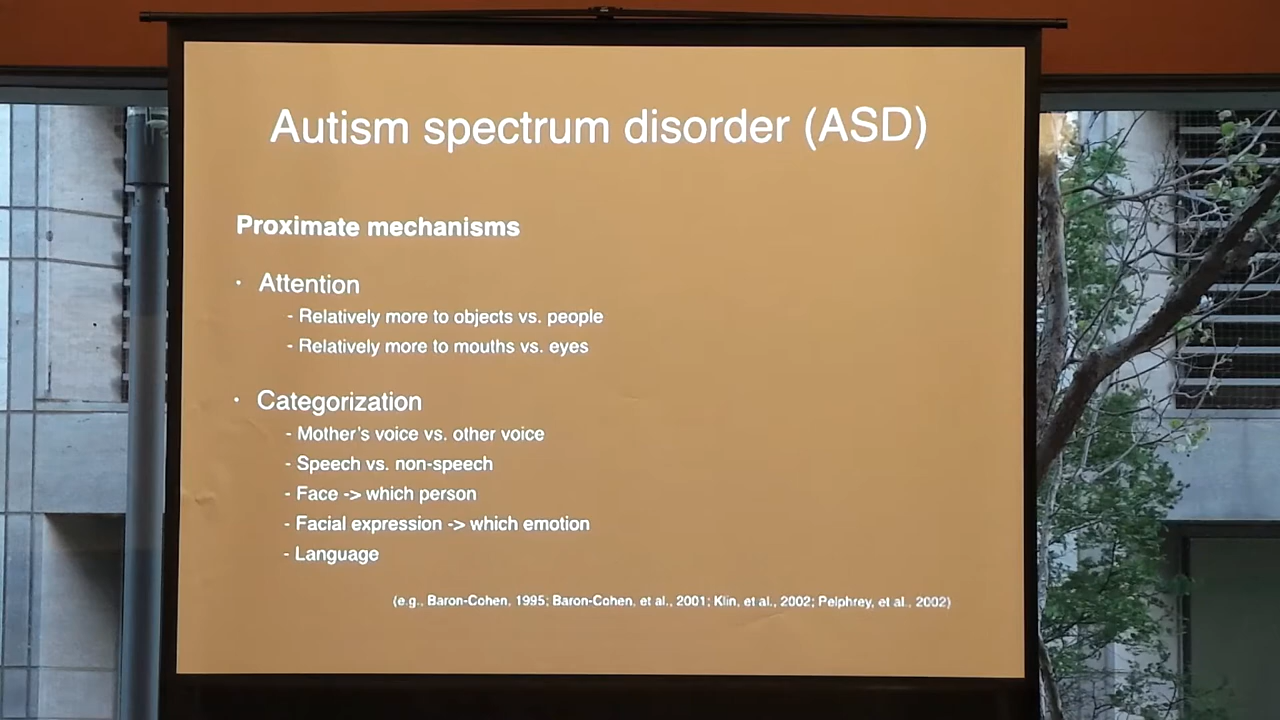 Autism spectrum disorder (ASD)
Proximate mechanisms
· Attention
- Relatively more to objects vs. people
- Relatively more to mouths vs. eyes
· Categorization
- Mother's voice vs. other voice
- Speech vs. non-speech
- Face -> which person
- Facial expression -> which emotion
- Language
(e.g., Baron-Cohen, 1995; Baron-Cohen, et al., 2001; Klin, et al., 2002; Pelphrey, et al., 2002)